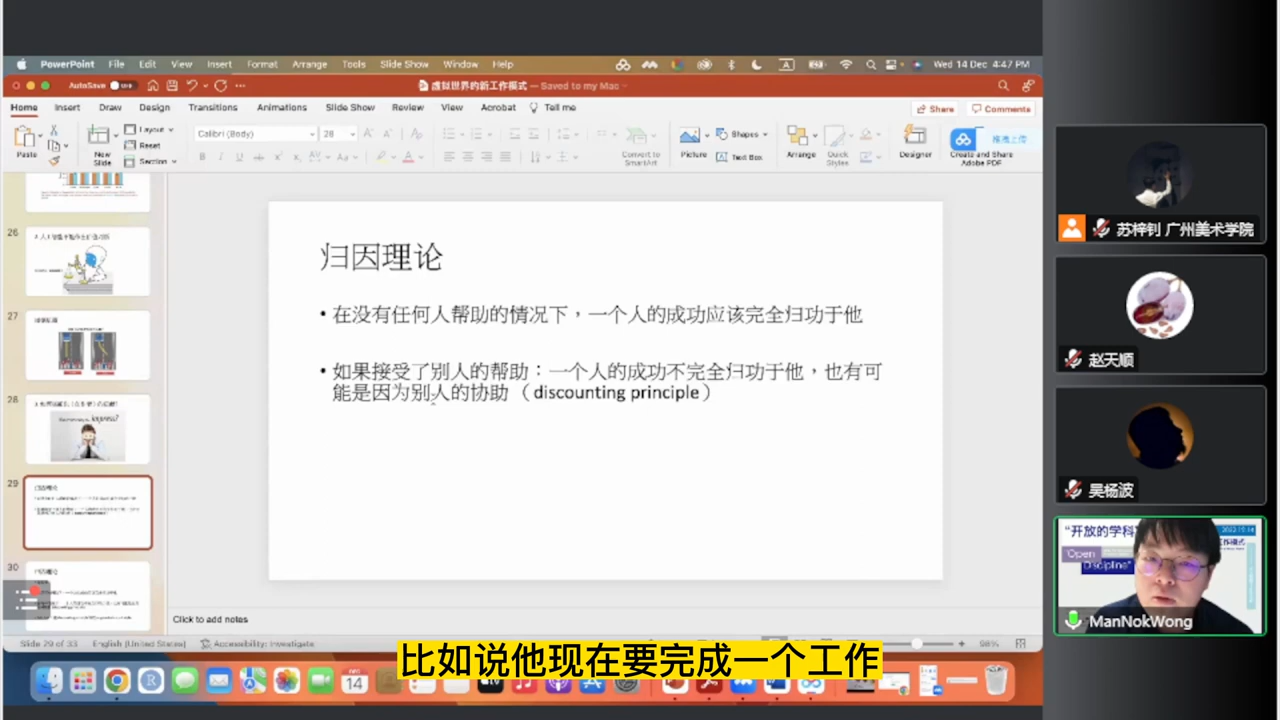 PowerPoint File Edit View Insert Format Arrange Tools Slide Show Window Help
Wed 14 Dec 4:47 PM
AutoSave
虚拟世界的新工作模式 — Saved to my Mac
Home Insert Draw Design Transitions Animations Slide Show Review View Acrobat Tell me
Share Comments
Paste
New Slide
Layout
Reset
Section
Calibri (Body) 28
Convert to SmartArt
Picture
Shapes
Text Box
Arrange
Quick Styles
Designer
Create and Share Adobe PDF
26
27
28
29
30
归因理论
• 在没有任何人帮助的情况下，一个人的成功应该完全归功于他
• 如果接受了别人的帮助：一个人的成功不完全归功于他，也有可
能是因为别人的协助（discounting principle）
Click to add notes
Slide 29 of 33 English (United States) Accessibility: Investigate
98%
比如说他现在要完成一个工作
DEC
14
苏梓钊 广州美术学院
赵天顺
吴杨波
"开放的学科
"Open
Discipline"
工作模式
ManNokWong